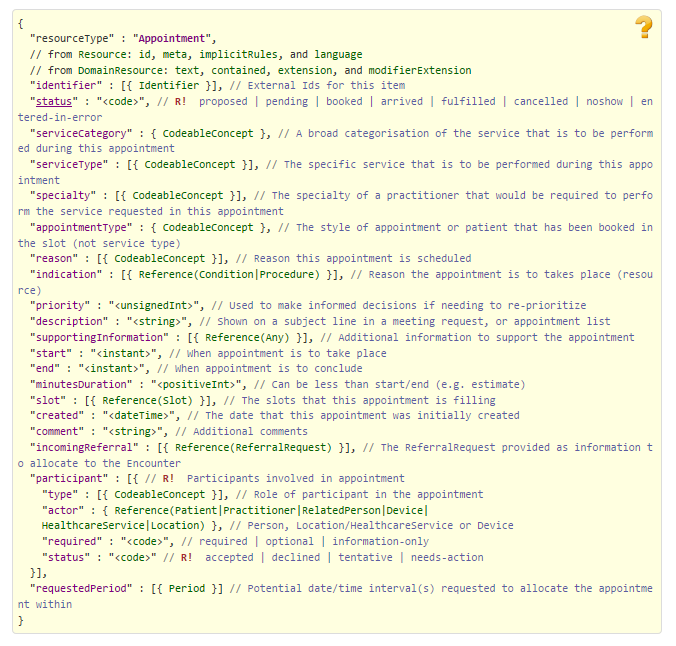 {
  "resourceType" : "Appointment",
  // from Resource: id, meta, implicitRules, and language
  // from DomainResource: text, contained, extension, and modifierExtension
  "identifier" : [{ Identifier }], // External Ids for this item
  "status" : "<code>", // R!  proposed | pending | booked | arrived | fulfilled | cancelled | noshow | en
tered-in-error
  "serviceCategory" : { CodeableConcept }, // A broad categorisation of the service that is to be perform
ed during this appointment
  "serviceType" : [{ CodeableConcept }], // The specific service that is to be performed during this appo
intment
  "specialty" : [{ CodeableConcept }], // The specialty of a practitioner that would be required to perfo
rm the service requested in this appointment
  "appointmentType" : { CodeableConcept }, // The style of appointment or patient that has been booked in
the slot (not service type)
  "reason" : [{ CodeableConcept }], // Reason this appointment is scheduled
  "indication" : [{ Reference(Condition|Procedure) }], // Reason the appointment is to takes place (resou
rce)
  "priority" : "<unsignedInt>", // Used to make informed decisions if needing to re-prioritize
  "description" : "<string>", // Shown on a subject line in a meeting request, or appointment list
  "supportingInformation" : [{ Reference(Any) }], // Additional information to support the appointment
  "start" : "<instant>", // When appointment is to take place
  "end" : "<instant>", // When appointment is to conclude
  "minutesDuration" : "<positiveInt>", // Can be less than start/end (e.g. estimate)
  "slot" : [{ Reference(Slot) }], // The slots that this appointment is filling
  "created" : "<dateTime>", // The date that this appointment was initially created
  "comment" : "<string>", // Additional comments
  "incomingReferral" : [{ Reference(ReferralRequest) }], // The ReferralRequest provided as information t
o allocate to the Encounter
  "participant" : [{ // R!  Participants involved in appointment
    "type" : [{ CodeableConcept }], // Role of participant in the appointment
    "actor" : { Reference(Patient|Practitioner|RelatedPerson|Device|
    HealthcareService|Location) }, // Person, Location/HealthcareService or Device
    "required" : "<code>", // required | optional | information-only
    "status" : "<code>" // R!  accepted | declined | tentative | needs-action
  }],
  "requestedPeriod" : [{ Period }] // Potential date/time interval(s) requested to allocate the appointme
nt within
}